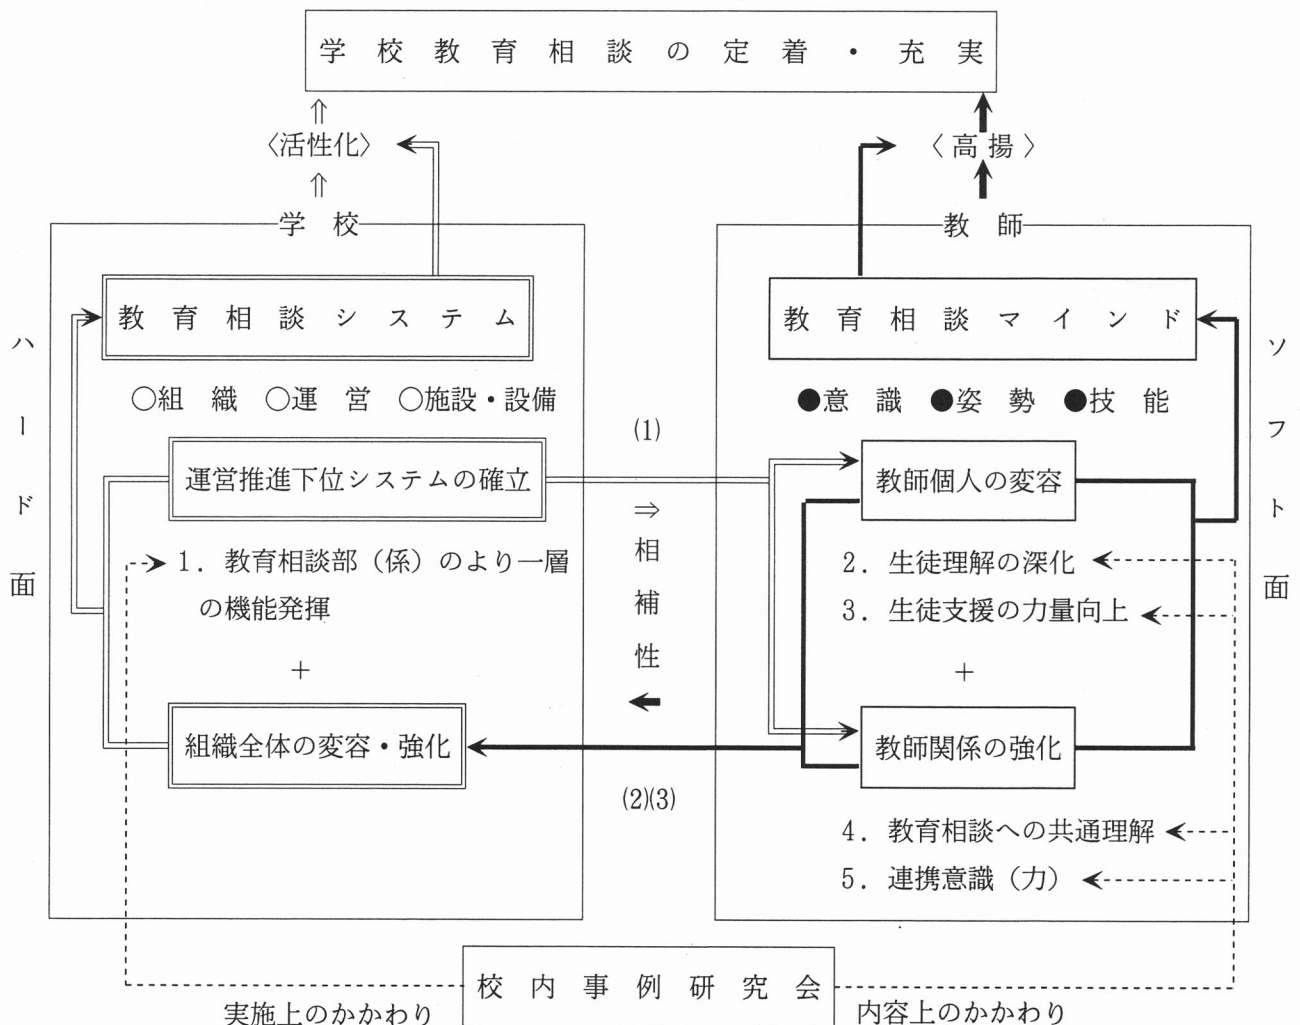 学校教育相談の定着・充実
⇑
〈活性化〉
〈高揚〉
⇑
学校
教師
教育相談システム
教育相談マインド
○組織 ○運営 ○施設・設備
●意識 ●姿勢 ●技能
ハード面
ソフト面
(1)
運営推進下位システムの確立
教師個人の変容
⇒
相補性
1. 教育相談部（係）のより一層
の機能発揮
2. 生徒理解の深化
3. 生徒支援の力量向上
+
+
組織全体の変容・強化
教師関係の強化
(2)(3)
4. 教育相談への共通理解
5. 連携意識（力）
校内事例研究会
実施上のかかわり
内容上のかかわり